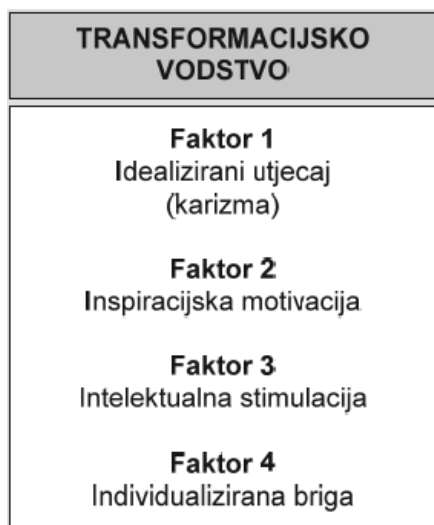 TRANSFORMACIJSKO
VODSTVO
Faktor 1
Idealizirani utjecaj
(karizma)
Faktor 2
Inspiracijska motivacija
Faktor 3
Intelektualna stimulacija
Faktor 4
Individualizirana briga